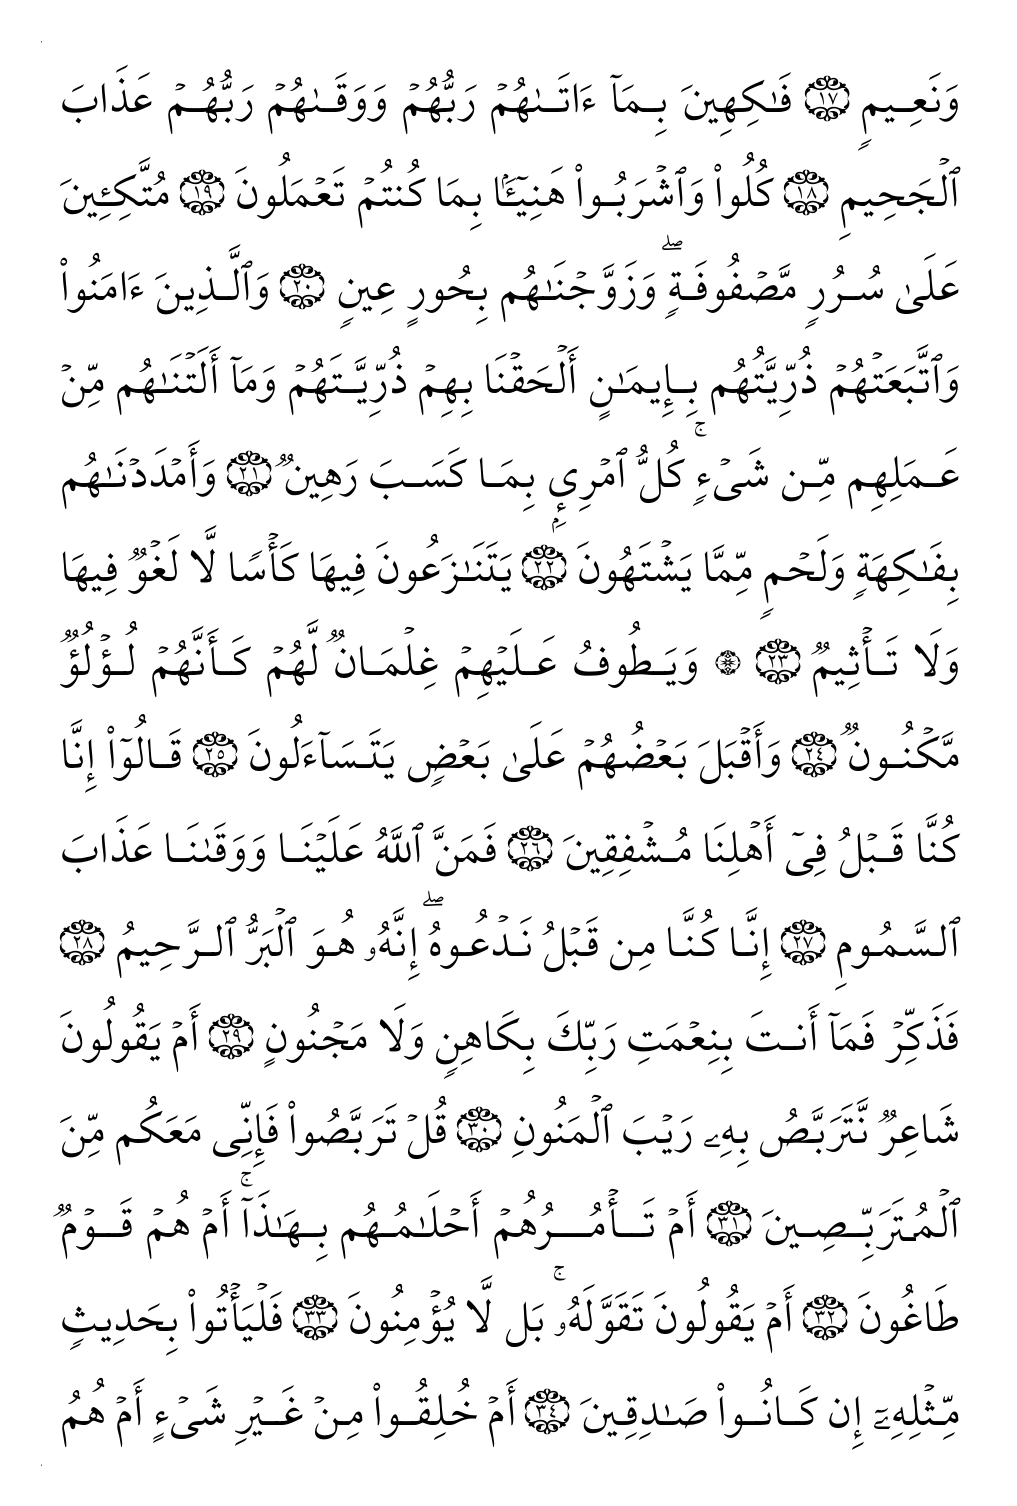 وَنَعِيمٍ ١٧ فَٰكِهِينَ بِمَآ ءَاتَىٰهُمۡ رَبُّهُمۡ وَوَقَىٰهُمۡ رَبُّهُمۡ عَذَابَ
ٱلۡجَحِيمِ ١٨ كُلُواْ وَٱشۡرَبُواْ هَنِيٓـَٔۢا بِمَا كُنتُمۡ تَعۡمَلُونَ ١٩ مُتَّكِـِٔينَ
عَلَىٰ سُرُرٖ مَّصۡفُوفَةٖۖ وَزَوَّجۡنَٰهُم بِحُورٍ عِينٖ ٢٠ وَٱلَّذِينَ ءَامَنُواْ
وَٱتَّبَعَتۡهُمۡ ذُرِّيَّتُهُم بِإِيمَٰنٍ أَلۡحَقۡنَا بِهِمۡ ذُرِّيَّتَهُمۡ وَمَآ أَلَتۡنَٰهُم مِّنۡ
عَمَلِهِم مِّن شَيۡءٖۚ كُلُّ ٱمۡرِيِٕۭ بِمَا كَسَبَ رَهِينٞ ٢١ وَأَمۡدَدۡنَٰهُم
بِفَٰكِهَةٖ وَلَحۡمٖ مِّمَّا يَشۡتَهُونَ ٢٢ يَتَنَٰزَعُونَ فِيهَا كَأۡسٗا لَّا لَغۡوٞ فِيهَا
وَلَا تَأۡثِيمٞ ٢٣ ۞ وَيَطُوفُ عَلَيۡهِمۡ غِلۡمَانٞ لَّهُمۡ كَأَنَّهُمۡ لُؤۡلُؤٞ
مَّكۡنُونٞ ٢٤ وَأَقۡبَلَ بَعۡضُهُمۡ عَلَىٰ بَعۡضٖ يَتَسَآءَلُونَ ٢٥ قَالُوٓاْ إِنَّا
كُنَّا قَبۡلُ فِيٓ أَهۡلِنَا مُشۡفِقِينَ ٢٦ فَمَنَّ ٱللَّهُ عَلَيۡنَا وَوَقَىٰنَا عَذَابَ
ٱلسَّمُومِ ٢٧ إِنَّا كُنَّا مِن قَبۡلُ نَدۡعُوهُۖ إِنَّهُۥ هُوَ ٱلۡبَرُّ ٱلرَّحِيمُ ٢٨
فَذَكِّرۡ فَمَآ أَنتَ بِنِعۡمَتِ رَبِّكَ بِكَاهِنٖ وَلَا مَجۡنُونٍ ٢٩ أَمۡ يَقُولُونَ
شَاعِرٞ نَّتَرَبَّصُ بِهِۦ رَيۡبَ ٱلۡمَنُونِ ٣٠ قُلۡ تَرَبَّصُواْ فَإِنِّي مَعَكُم مِّنَ
ٱلۡمُتَرَبِّصِينَ ٣١ أَمۡ تَأۡمُرُهُمۡ أَحۡلَٰمُهُم بِهَٰذَآۚ أَمۡ هُمۡ قَوۡمٞ
طَاغُونَ ٣٢ أَمۡ يَقُولُونَ تَقَوَّلَهُۥۚ بَل لَّا يُؤۡمِنُونَ ٣٣ فَلۡيَأۡتُواْ بِحَدِيثٖ
مِّثۡلِهِۦٓ إِن كَانُواْ صَٰدِقِينَ ٣٤ أَمۡ خُلِقُواْ مِنۡ غَيۡرِ شَيۡءٍ أَمۡ هُمُ